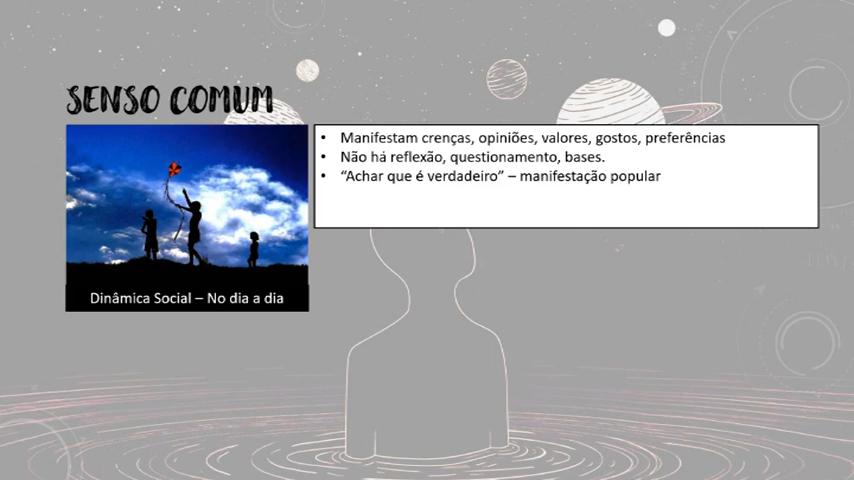 SENSO COMUM
• Manifestam crenças, opiniões, valores, gostos, preferências
• Não há reflexão, questionamento, bases.
• “Achar que é verdadeiro” – manifestação popular
Dinâmica Social – No dia a dia